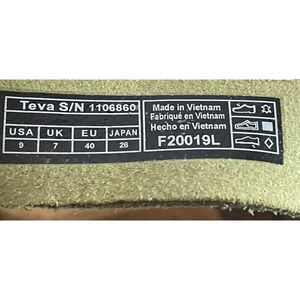 Teva S/N 1106860
USA UK EU JAPAN
9 7 40 26
Made in Vietnam
Fabriqué en Vietnam
Hecho en Vietnam
F20019L